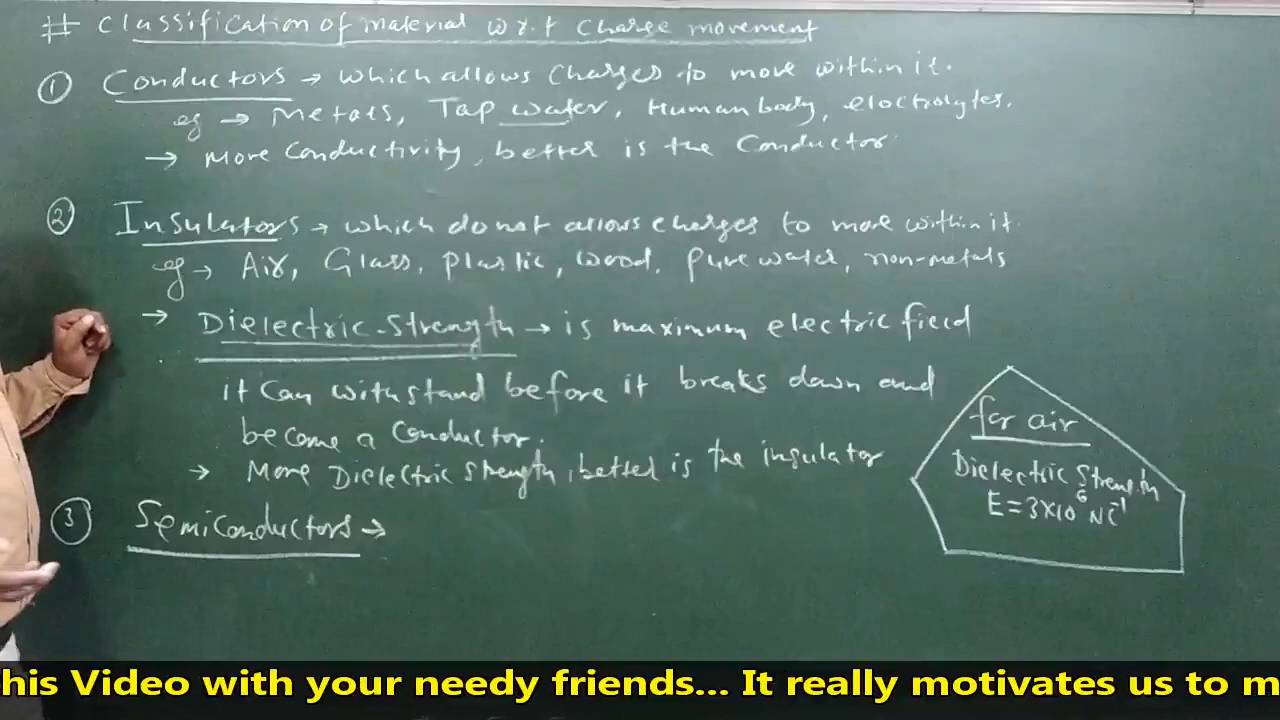 # Classification of material w.r.t Charge movement
① Conductors → which allows Charges to move within it.
eg → Metals, Tap water, Human body, electrolytes.
→ More Conductivity, better is the Conductor.
② Insulators → which do not allows charges to move within it.
eg → Air, Glass, Plastic, wood, Pure water, non-metals
→ Dielectric Strength → is maximum electric field
it can withstand before it breaks down and
become a Conductor.
→ More Dielectric Strength, better is the insulator
for air
Dielectric Strength
E = 3×10⁶ NC⁻¹
③ Semiconductors →
his Video with your needy friends... It really motivates us to m